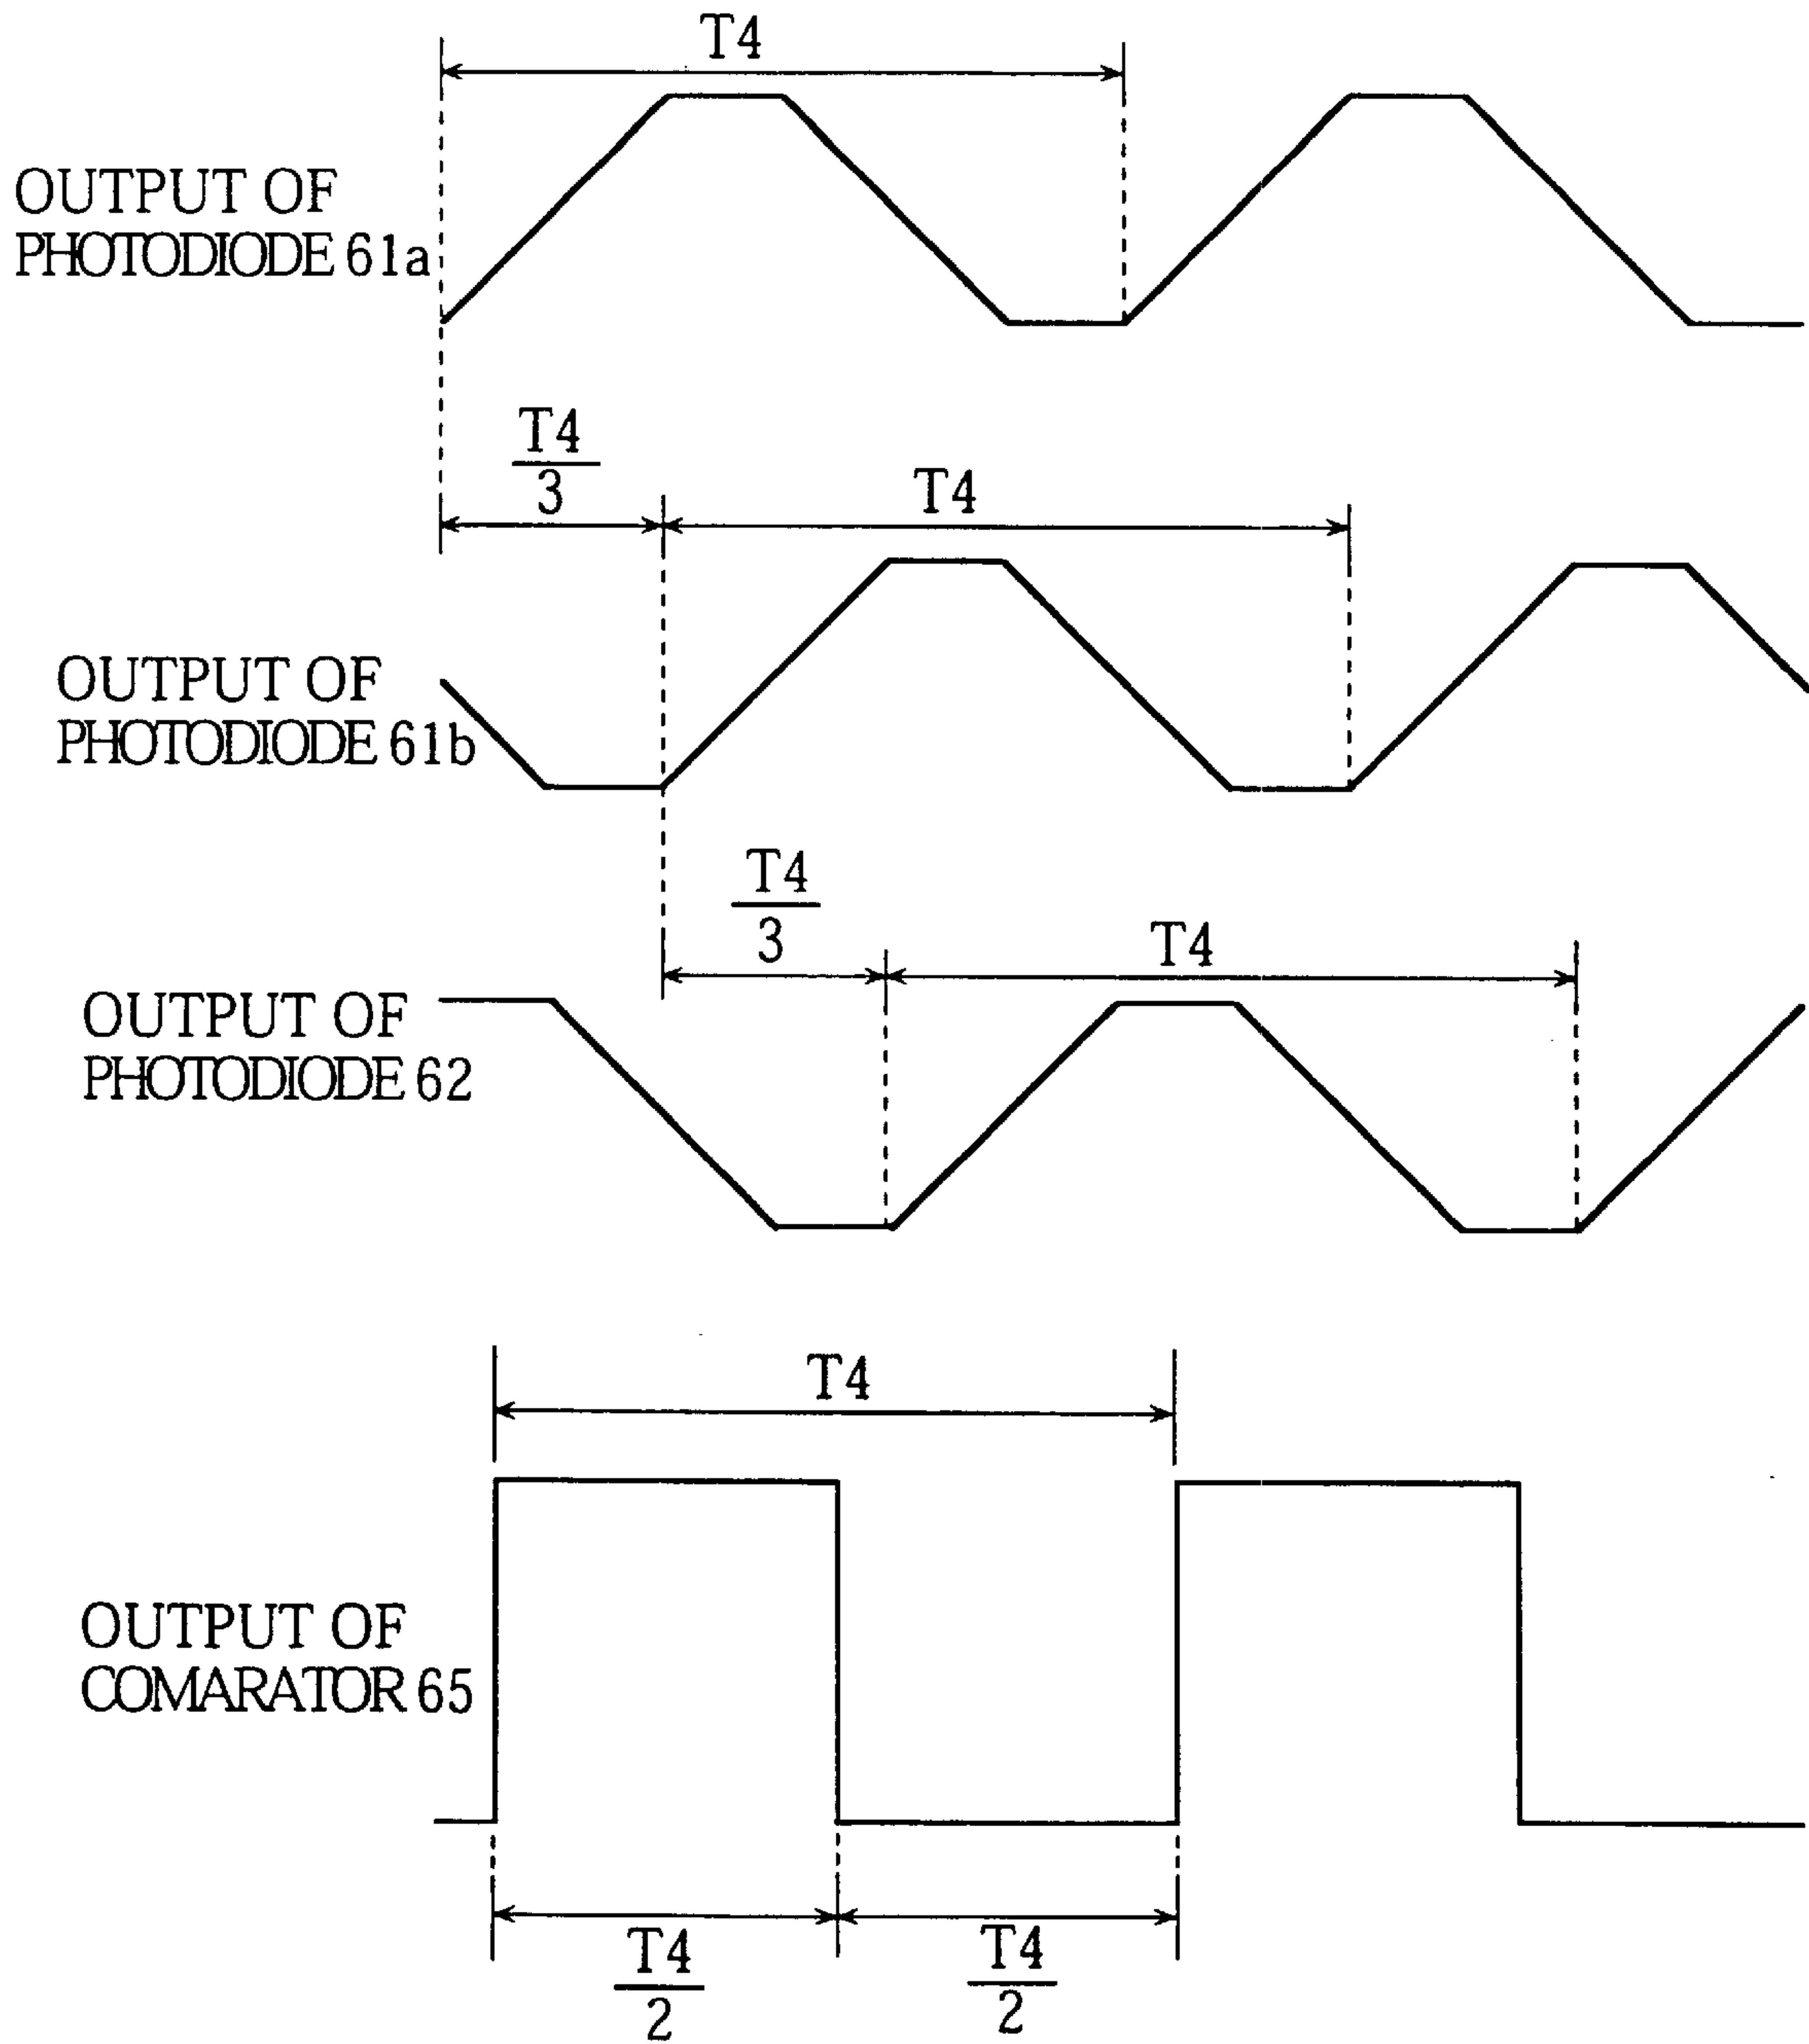 T4
OUTPUT OF
PHOTODIODE 61a
T4
3
T4
OUTPUT OF
PHOTODIODE 61b
T4
3
T4
OUTPUT OF
PHOTODIODE 62
T4
OUTPUT OF
COMARATOR 65
T4
2
T4
2